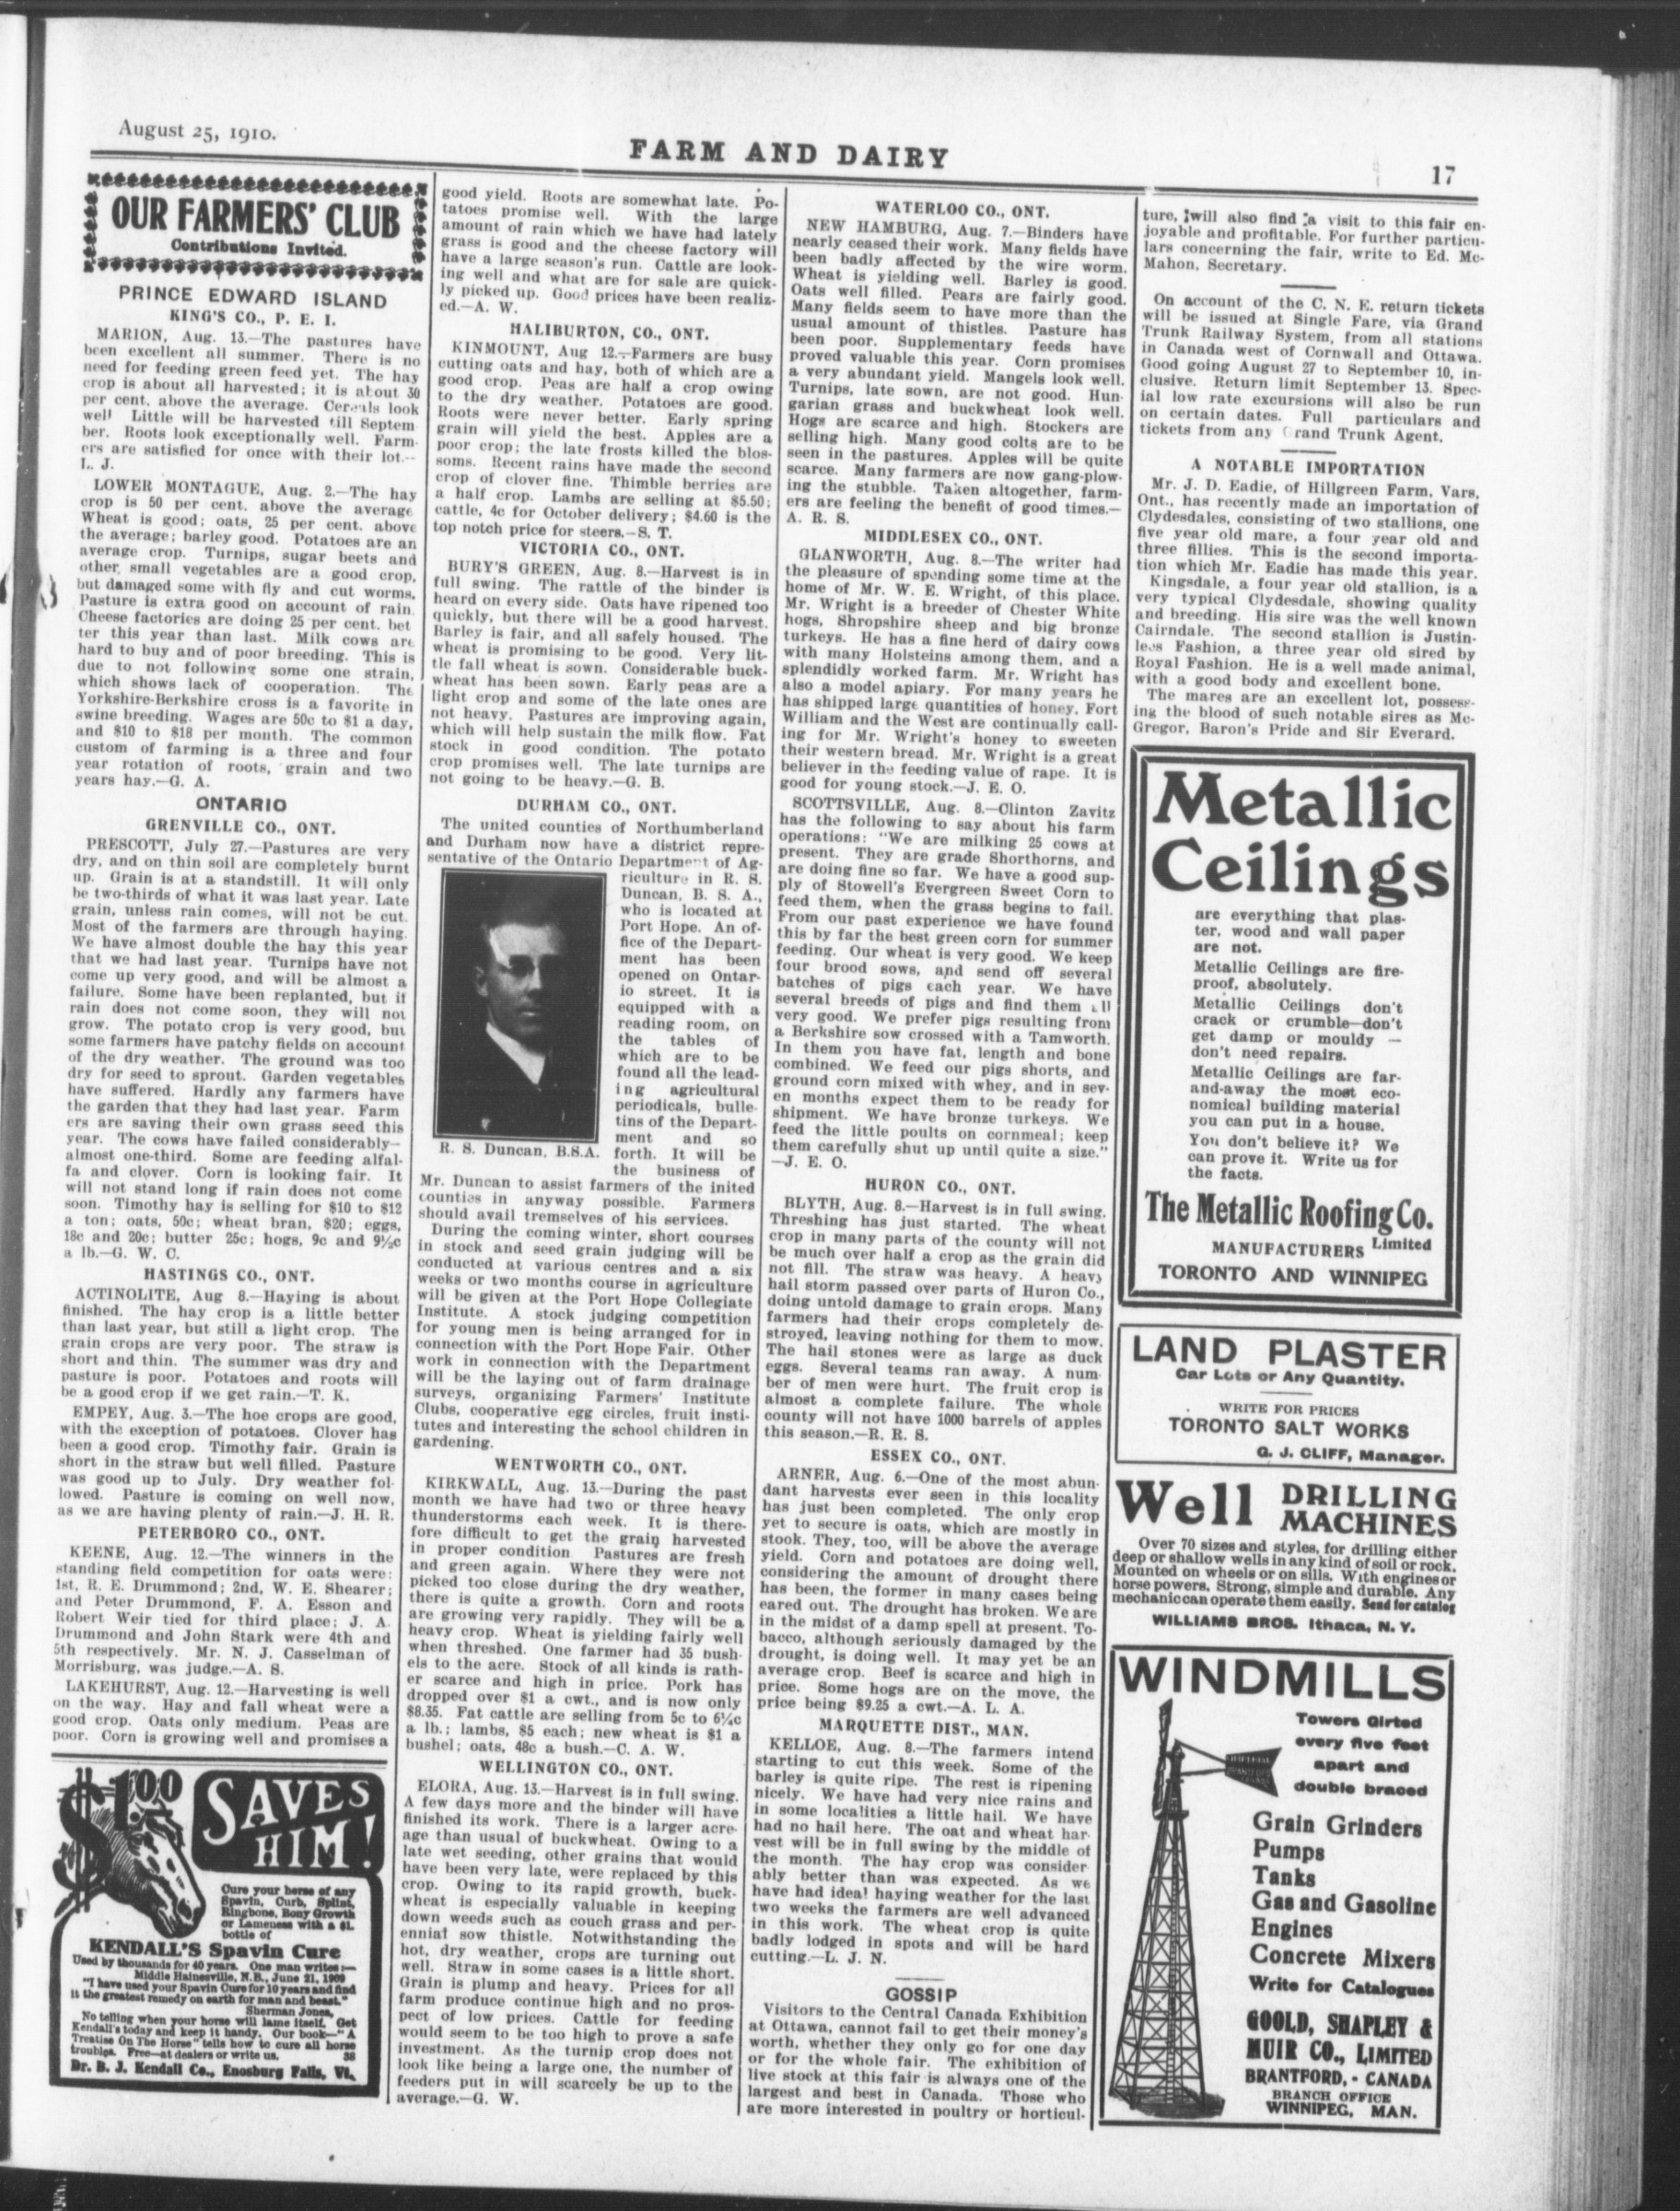 August 25, 1910.
FARM AND DAIRY
17
OUR FARMERS' CLUB
Contributions Invited.
PRINCE EDWARD ISLAND
KING'S CO., P. E. I.
MARION, Aug. 13.—The pastures have
been excellent all summer. There is no
need for feeding green feed yet. The hay
crop is about all harvested; it is about 30
per cent. above the average. Cereals look
well Little will be harvested till Septem
ber. Roots look exceptionally well. Farm-
ers are satisfied for once with their lot.—
L. J.
LOWER MONTAGUE, Aug. 2.—The hay
crop is 50 per cent. above the average
Wheat is good; oats, 25 per cent. above
the average; barley good. Potatoes are an
average crop. Turnips, sugar beets and
other small vegetables are a good crop,
but damaged some with fly and cut worms.
Pasture is extra good on account of rain.
Cheese factories are doing 25 per cent. bet
ter this year than last. Milk cows are
hard to buy and of poor breeding. This is
due to not following some one strain,
which shows lack of cooperation. The
Yorkshire-Berkshire cross is a favorite in
swine breeding. Wages are 50c to $1 a day,
and $10 to $18 per month. The common
custom of farming is a three and four
year rotation of roots, grain and two
years hay.—G. A.
ONTARIO
GRENVILLE CO., ONT.
PRESCOTT, July 27.—Pastures are very
dry, and on thin soil are completely burnt
up. Grain is at a standstill. It will only
be two-thirds of what it was last year. Late
grain, unless rain comes, will not be cut.
Most of the farmers are through haying.
We have almost double the hay this year
that we had last year. Turnips have not
come up very good, and will be almost a
failure. Some have been replanted, but if
rain does not come soon, they will not
grow. The potato crop is very good, but
some farmers have patchy fields on account
of the dry weather. The ground was too
dry for seed to sprout. Garden vegetables
have suffered. Hardly any farmers have
the garden that they had last year. Farm
ers are saving their own grass seed this
year. The cows have failed considerably—
almost one-third. Some are feeding alfal-
fa and clover. Corn is looking fair. It
will not stand long if rain does not come
soon. Timothy hay is selling for $10 to $12
a ton; oats, 50c; wheat bran, $20; eggs,
18c and 20c; butter 25c; hogs, 9c and 9½c
a lb.—G. W. C.
HASTINGS CO., ONT.
ACTINOLITE, Aug 8.—Haying is about
finished. The hay crop is a little better
than last year, but still a light crop. The
grain crops are very poor. The straw is
short and thin. The summer was dry and
pasture is poor. Potatoes and roots will
be a good crop if we get rain.—T. K.
EMPEY, Aug. 3.—The hoe crops are good,
with the exception of potatoes. Clover has
been a good crop. Timothy fair. Grain is
short in the straw but well filled. Pasture
was good up to July. Dry weather fol-
lowed. Pasture is coming on well now,
as we are having plenty of rain.—J. H. R.
PETERBORO CO., ONT.
KEENE, Aug. 12.—The winners in the
standing field competition for oats were:
1st, R. E. Drummond; 2nd, W. E. Shearer;
and Peter Drummond, F. A. Esson and
Robert Weir tied for third place; J. A.
Drummond and John Stark were 4th and
5th respectively. Mr. N. J. Casselman of
Morrisburg, was judge.—A. S.
LAKEHURST, Aug. 12.—Harvesting is well
on the way. Hay and fall wheat were a
good crop. Oats only medium. Peas are
poor. Corn is growing well and promises a
$1.00 SAVES HIM!
Cure your horse of any
Spavin, Curb, Splint,
Ringbone, Bony Growth
or Lameness with a $1.
bottle of
KENDALL'S Spavin Cure
Used by thousands for 40 years. One man writes :—
Middle Hainesville, N.B., June 21, 1909
"I have used your Spavin Cure for 10 years and find
it the greatest remedy on earth for man and beast."
Sherman Jones.
No telling when your horse will lame itself. Get
Kendall's today and keep it handy. Our book—"A
Treatise On The Horse" tells how to cure all horse
troubles. Free—at dealers or write us. 38
Dr. B. J. Kendall Co., Enosburg Falls, Vt.
good yield. Roots are somewhat late. Po-
tatoes promise well. With the large
amount of rain which we have had lately
grass is good and the cheese factory will
have a large season's run. Cattle are look-
ing well and what are for sale are quick-
ly picked up. Good prices have been realiz-
ed.—A. W.
HALIBURTON, CO., ONT.
KINMOUNT, Aug 12.—Farmers are busy
cutting oats and hay, both of which are a
good crop. Peas are half a crop owing
to the dry weather. Potatoes are good.
Roots were never better. Early spring
grain will yield the best. Apples are a
poor crop; the late frosts killed the blos-
soms. Recent rains have made the second
crop of clover fine. Thimble berries are
a half crop. Lambs are selling at $5.50;
cattle, 4c for October delivery; $4.60 is the
top notch price for steers.—S. T.
VICTORIA CO., ONT.
BURY'S GREEN, Aug. 8.—Harvest is in
full swing. The rattle of the binder is
heard on every side. Oats have ripened too
quickly, but there will be a good harvest.
Barley is fair, and all safely housed. The
wheat is promising to be good. Very lit-
tle fall wheat is sown. Considerable buck-
wheat has been sown. Early peas are a
light crop and some of the late ones are
not heavy. Pastures are improving again,
which will help sustain the milk flow. Fat
stock in good condition. The potato
crop promises well. The late turnips are
not going to be heavy.—G. B.
DURHAM CO., ONT.
The united counties of Northumberland
and Durham now have a district repre-
sentative of the Ontario Department of Ag-
riculture in R. S.
Duncan, B. S. A.,
who is located at
Port Hope. An of-
fice of the Depart-
ment has been
opened on Ontar-
io street. It is
equipped with a
reading room, on
the tables of
which are to be
found all the lead-
ing agricultural
periodicals, bulle-
tins of the Depart-
ment and so
forth. It will be
the business of
R. S. Duncan, B.S.A.
Mr. Duncan to assist farmers of the inited
counties in anyway possible. Farmers
should avail tremselves of his services.
During the coming winter, short courses
in stock and seed grain judging will be
conducted at various centres and a six
weeks or two months course in agriculture
will be given at the Port Hope Collegiate
Institute. A stock judging competition
for young men is being arranged for in
connection with the Port Hope Fair. Other
work in connection with the Department
will be the laying out of farm drainage
surveys, organizing Farmers' Institute
Clubs, cooperative egg circles, fruit insti-
tutes and interesting the school children in
gardening.
WENTWORTH CO., ONT.
KIRKWALL, Aug. 13.—During the past
month we have had two or three heavy
thunderstorms each week. It is there-
fore difficult to get the grain harvested
in proper condition Pastures are fresh
and green again. Where they were not
picked too close during the dry weather,
there is quite a growth. Corn and roots
are growing very rapidly. They will be a
heavy crop. Wheat is yielding fairly well
when threshed. One farmer had 35 bush-
els to the acre. Stock of all kinds is rath-
er scarce and high in price. Pork has
dropped over $1 a cwt., and is now only
$8.35. Fat cattle are selling from 5c to 6¼c
a lb.; lambs, $5 each; new wheat is $1 a
bushel; oats, 48c a bush.—C. A. W.
WELLINGTON CO., ONT.
ELORA, Aug. 13.—Harvest is in full swing.
A few days more and the binder will have
finished its work. There is a larger acre-
age than usual of buckwheat. Owing to a
late wet seeding, other grains that would
have been very late, were replaced by this
crop. Owing to its rapid growth, buck-
wheat is especially valuable in keeping
down weeds such as couch grass and per-
ennial sow thistle. Notwithstanding the
hot, dry weather, crops are turning out
well. Straw in some cases is a little short.
Grain is plump and heavy. Prices for all
farm produce continue high and no pros-
pect of low prices. Cattle for feeding
would seem to be too high to prove a safe
investment. As the turnip crop does not
look like being a large one, the number of
feeders put in will scarcely be up to the
average.—G. W.
WATERLOO CO., ONT.
NEW HAMBURG, Aug. 7.—Binders have
nearly ceased their work. Many fields have
been badly affected by the wire worm.
Wheat is yielding well. Barley is good.
Oats well filled. Pears are fairly good.
Many fields seem to have more than the
usual amount of thistles. Pasture has
been poor. Supplementary feeds have
proved valuable this year. Corn promises
a very abundant yield. Mangels look well.
Turnips, late sown, are not good. Hun-
garian grass and buckwheat look well.
Hogs are scarce and high. Stockers are
selling high. Many good colts are to be
seen in the pastures. Apples will be quite
scarce. Many farmers are now gang-plow-
ing the stubble. Taken altogether, farm-
ers are feeling the benefit of good times.—
A. R. S.
MIDDLESEX CO., ONT.
GLANWORTH, Aug. 8.—The writer had
the pleasure of spending some time at the
home of Mr. W. E. Wright, of this place.
Mr. Wright is a breeder of Chester White
hogs, Shropshire sheep and big bronze
turkeys. He has a fine herd of dairy cows
with many Holsteins among them, and a
splendidly worked farm. Mr. Wright has
also a model apiary. For many years he
has shipped large quantities of honey. Fort
William and the West are continually call-
ing for Mr. Wright's honey to sweeten
their western bread. Mr. Wright is a great
believer in the feeding value of rape. It is
good for young stock.—J. E. O.
SCOTTSVILLE, Aug. 8.—Clinton Zavitz
has the following to say about his farm
operations: "We are milking 25 cows at
present. They are grade Shorthorns, and
are doing fine so far. We have a good sup-
ply of Stowell's Evergreen Sweet Corn to
feed them, when the grass begins to fail.
From our past experience we have found
this by far the best green corn for summer
feeding. Our wheat is very good. We keep
four brood sows, and send off several
batches of pigs each year. We have
several breeds of pigs and find them all
very good. We prefer pigs resulting from
a Berkshire sow crossed with a Tamworth.
In them you have fat, length and bone
combined. We feed our pigs shorts, and
ground corn mixed with whey, and in sev-
en months expect them to be ready for
shipment. We have bronze turkeys. We
feed the little poults on cornmeal; keep
them carefully shut up until quite a size."
—J. E. O.
HURON CO., ONT.
BLYTH, Aug. 8.—Harvest is in full swing.
Threshing has just started. The wheat
crop in many parts of the county will not
be much over half a crop as the grain did
not fill. The straw was heavy. A heavy
hail storm passed over parts of Huron Co.,
doing untold damage to grain crops. Many
farmers had their crops completely de-
stroyed, leaving nothing for them to mow.
The hail stones were as large as duck
eggs. Several teams ran away. A num
ber of men were hurt. The fruit crop is
almost a complete failure. The whole
county will not have 1000 barrels of apples
this season.—R. R. S.
ESSEX CO., ONT.
ARNER, Aug. 6.—One of the most abun-
dant harvests ever seen in this locality
has just been completed. The only crop
yet to secure is oats, which are mostly in
stook. They, too, will be above the average
yield. Corn and potatoes are doing well,
considering the amount of drought there
has been, the former in many cases being
eared out. The drought has broken. We are
in the midst of a damp spell at present. To-
bacco, although seriously damaged by the
drought, is doing well. It may yet be an
average crop. Beef is scarce and high in
price. Some hogs are on the move, the
price being $9.25 a cwt.—A. L. A.
MARQUETTE DIST., MAN.
KELLOE, Aug. 8.—The farmers intend
starting to cut this week. Some of the
barley is quite ripe. The rest is ripening
nicely. We have had very nice rains and
in some localities a little hail. We have
had no hail here. The oat and wheat har-
vest will be in full swing by the middle of
the month. The hay crop was consider
ably better than was expected. As we
have had ideal haying weather for the last
two weeks the farmers are well advanced
in this work. The wheat crop is quite
badly lodged in spots and will be hard
cutting.—L. J. N.
GOSSIP
Visitors to the Central Canada Exhibition
at Ottawa, cannot fail to get their money's
worth, whether they only go for one day
or for the whole fair. The exhibition of
live stock at this fair is always one of the
largest and best in Canada. Those who
are more interested in poultry or horticul-
ture, will also find a visit to this fair en-
joyable and profitable. For further particu-
lars concerning the fair, write to Ed. Mc-
Mahon, Secretary.
On account of the C. N. E. return tickets
will be issued at Single Fare, via Grand
Trunk Railway System, from all stations
in Canada west of Cornwall and Ottawa.
Good going August 27 to September 10, in-
clusive. Return limit September 13. Spec-
ial low rate excursions will also be run
on certain dates. Full particulars and
tickets from any Grand Trunk Agent.
A NOTABLE IMPORTATION
Mr. J. D. Eadie, of Hillgreen Farm, Vars,
Ont., has recently made an importation of
Clydesdales, consisting of two stallions, one
five year old mare, a four year old and
three fillies. This is the second importa-
tion which Mr. Eadie has made this year.
Kingsdale, a four year old stallion, is a
very typical Clydesdale, showing quality
and breeding. His sire was the well known
Cairndale. The second stallion is Justin-
lees Fashion, a three year old sired by
Royal Fashion. He is a well made animal,
with a good body and excellent bone.
The mares are an excellent lot, possess-
ing the blood of such notable sires as Mc-
Gregor, Baron's Pride and Sir Everard.
Metallic
Ceilings
are everything that plas-
ter, wood and wall paper
are not.
Metallic Ceilings are fire-
proof, absolutely.
Metallic Ceilings don't
crack or crumble—don't
get damp or mouldy —
don't need repairs.
Metallic Ceilings are far-
and-away the most eco-
nomical building material
you can put in a house.
You don't believe it? We
can prove it. Write us for
the facts.
The Metallic Roofing Co.
Limited
MANUFACTURERS
TORONTO AND WINNIPEG
LAND PLASTER
Car Lots or Any Quantity.
WRITE FOR PRICES
TORONTO SALT WORKS
G. J. CLIFF, Manager.
Well DRILLING
MACHINES
Over 70 sizes and styles, for drilling either
deep or shallow wells in any kind of soil or rock.
Mounted on wheels or on sills. With engines or
horse powers. Strong, simple and durable. Any
mechanic can operate them easily. Send for catalog
WILLIAMS BROS. Ithaca, N. Y.
WINDMILLS
Towers Girted
every five feet
apart and
double braced
Grain Grinders
Pumps
Tanks
Gas and Gasoline
Engines
Concrete Mixers
Write for Catalogues
GOOLD, SHAPLEY &
MUIR CO., LIMITED
BRANTFORD, - CANADA
BRANCH OFFICE
WINNIPEG, MAN.